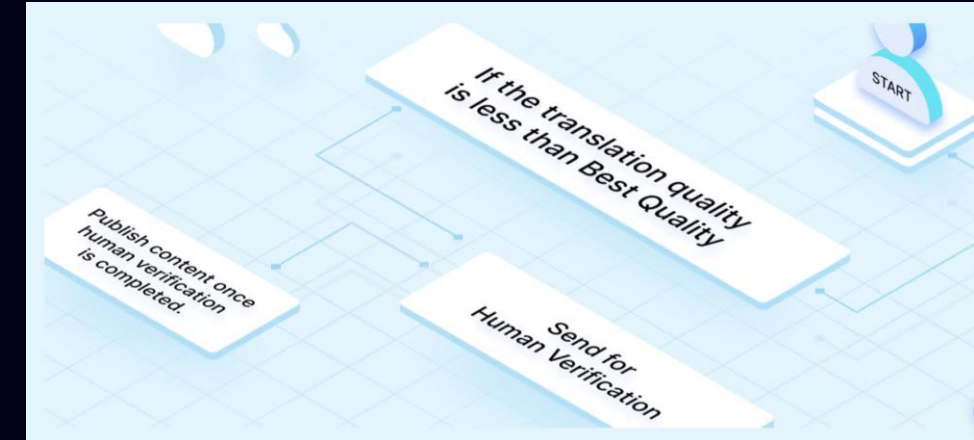 START
If the translation quality
is less than Best Quality
Send for
Human Verification
Publish content once
human verification
is completed.